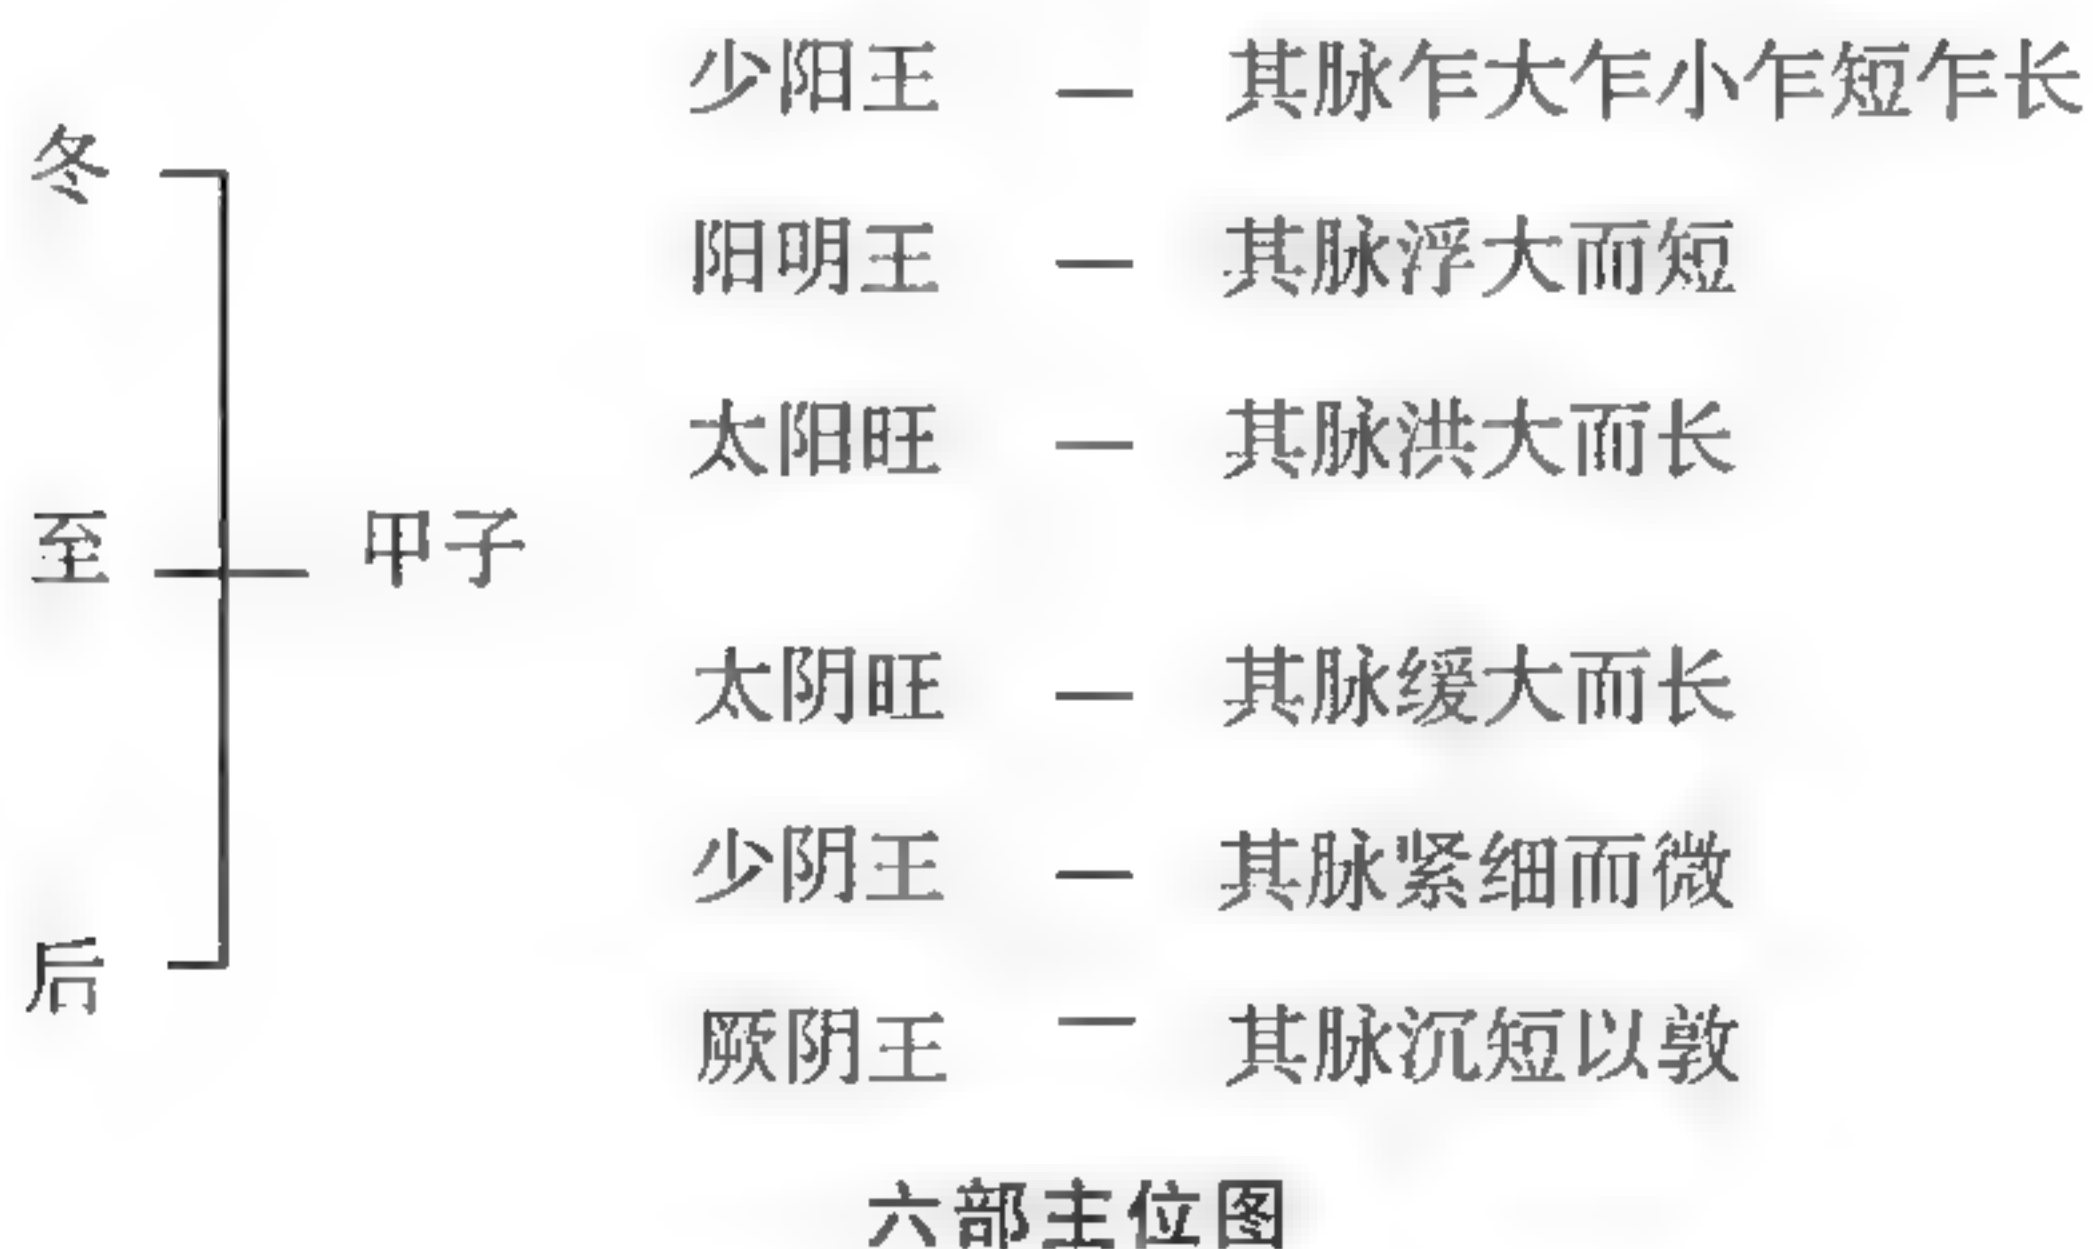 少阳王 — 其脉乍大乍小乍短乍长
冬
阳明王 — 其脉浮大而短
太阳旺 — 其脉洪大而长
至 甲子
太阴旺 — 其脉缓大而长
少阴王 — 其脉紧细而微
后
厥阴王 — 其脉沉短以敦
六部主位图